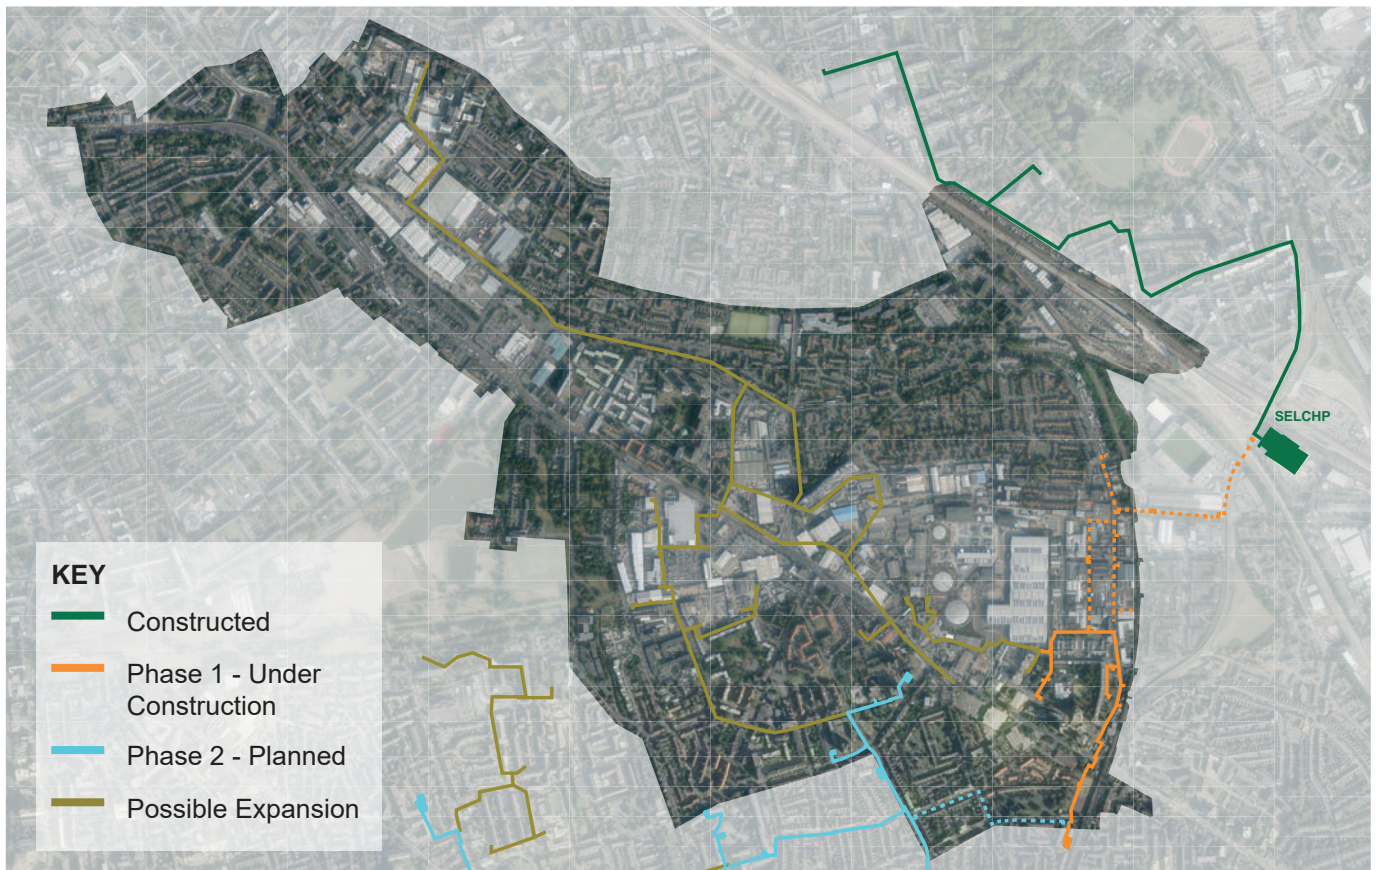 SELCHP
KEY
Constructed
Phase 1 - Under
Construction
Phase 2 - Planned
Possible Expansion